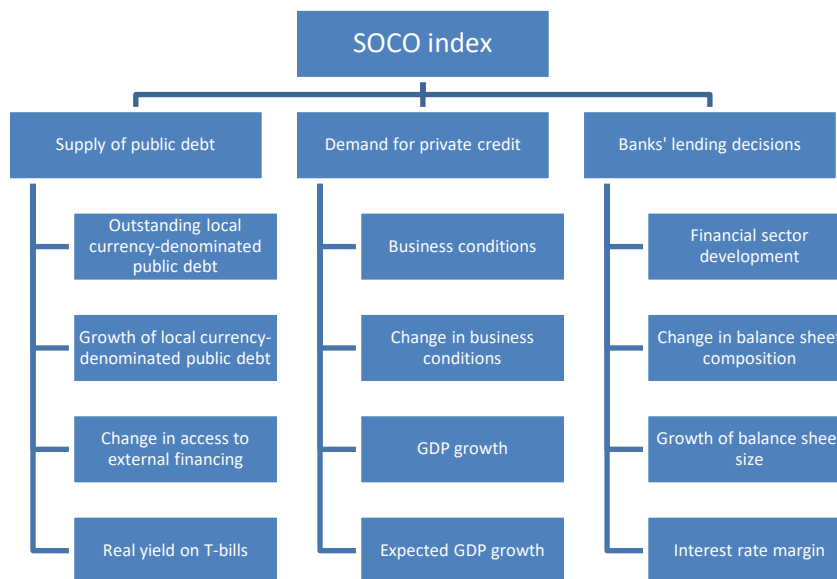 SOCO index
Supply of public debt
Outstanding local
currency-denominated
public debt
Growth of local currency-
denominated public debt
Change in access to
external financing
Real yield on T-bills
Demand for private credit
Business conditions
Change in business
conditions
GDP growth
Expected GDP growth
Banks' lending decisions
Financial sector
development
Change in balance sheet
composition
Growth of balance sheet
size
Interest rate margin